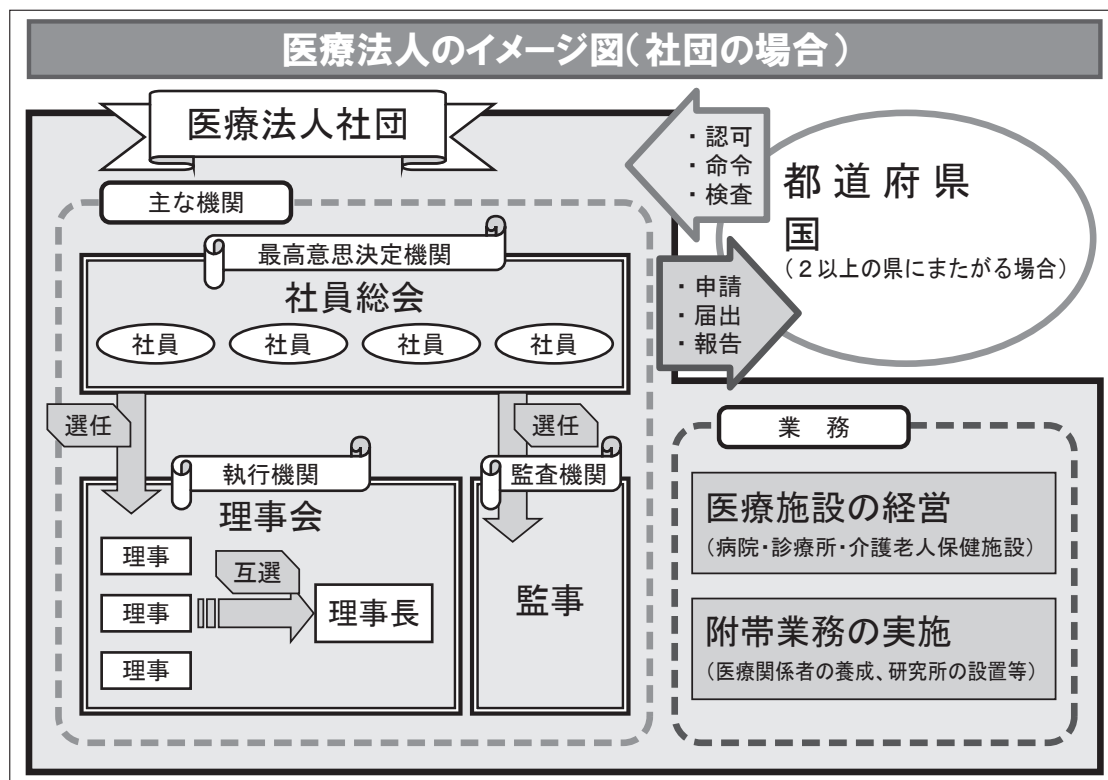 医療法人のイメージ図（社団の場合）
医療法人社団
・認可
・命令
・検査
都道府県
国
（２以上の県にまたがる場合）
・申請
・届出
・報告
主な機関
最高意思決定機関
社員総会
社員
社員
社員
社員
選任
選任
執行機関
理事会
理事
理事
理事
互選
理事長
監査機関
監事
業　務
医療施設の経営
（病院・診療所・介護老人保健施設）
附帯業務の実施
（医療関係者の養成、研究所の設置等）